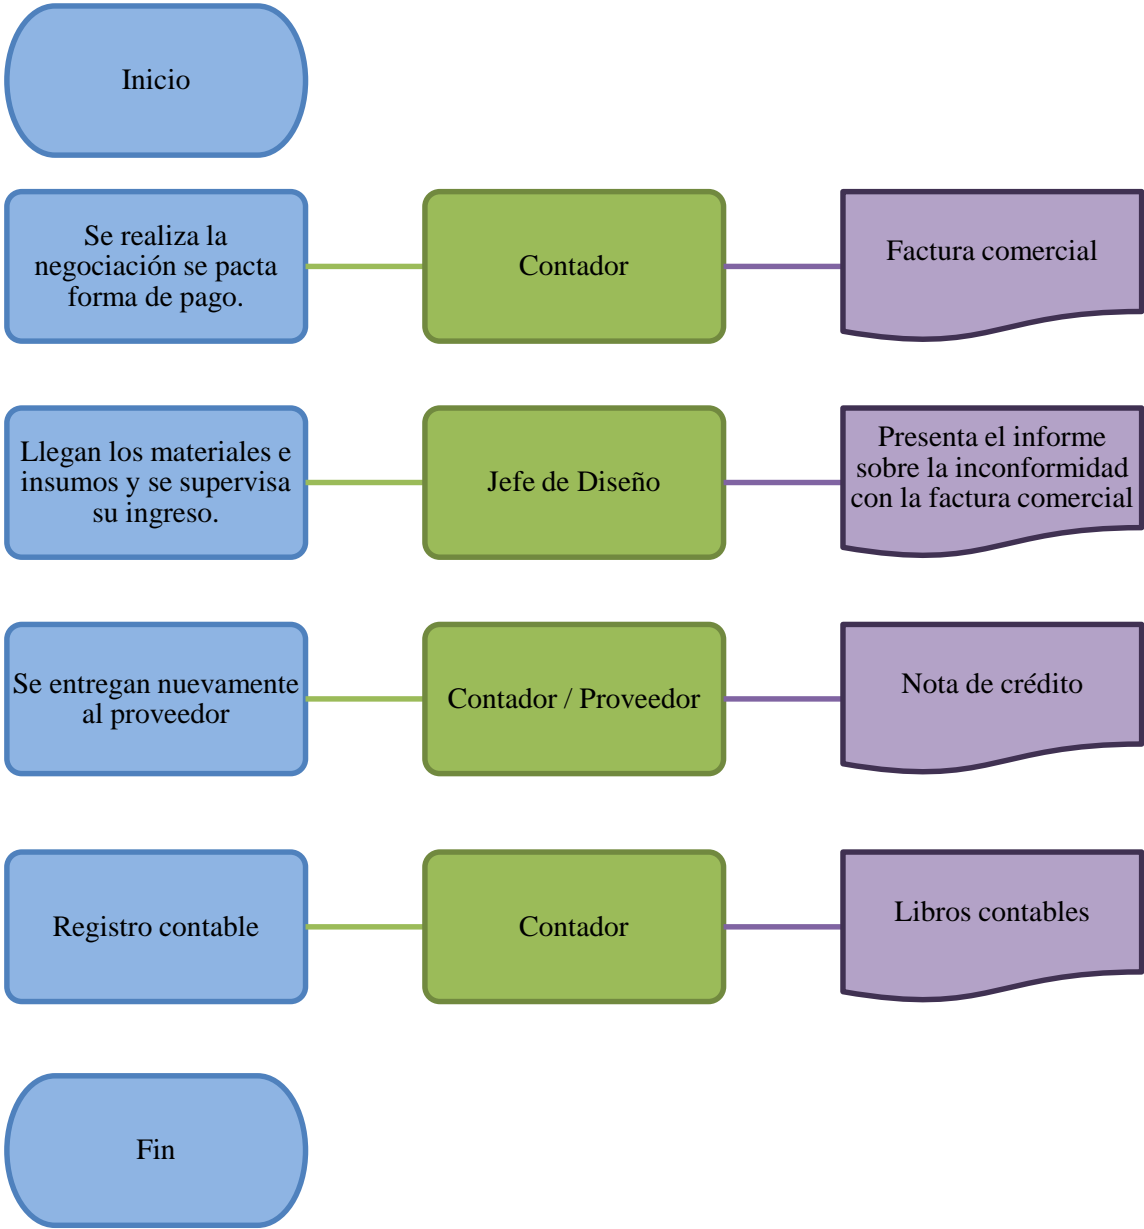 Inicio
Se realiza la
negociación se pacta
forma de pago.
Contador
Factura comercial
Llegan los materiales e
insumos y se supervisa
su ingreso.
Jefe de Diseño
Presenta el informe
sobre la inconformidad
con la factura comercial
Se entregan nuevamente
al proveedor
Contador / Proveedor
Nota de crédito
Registro contable
Contador
Libros contables
Fin